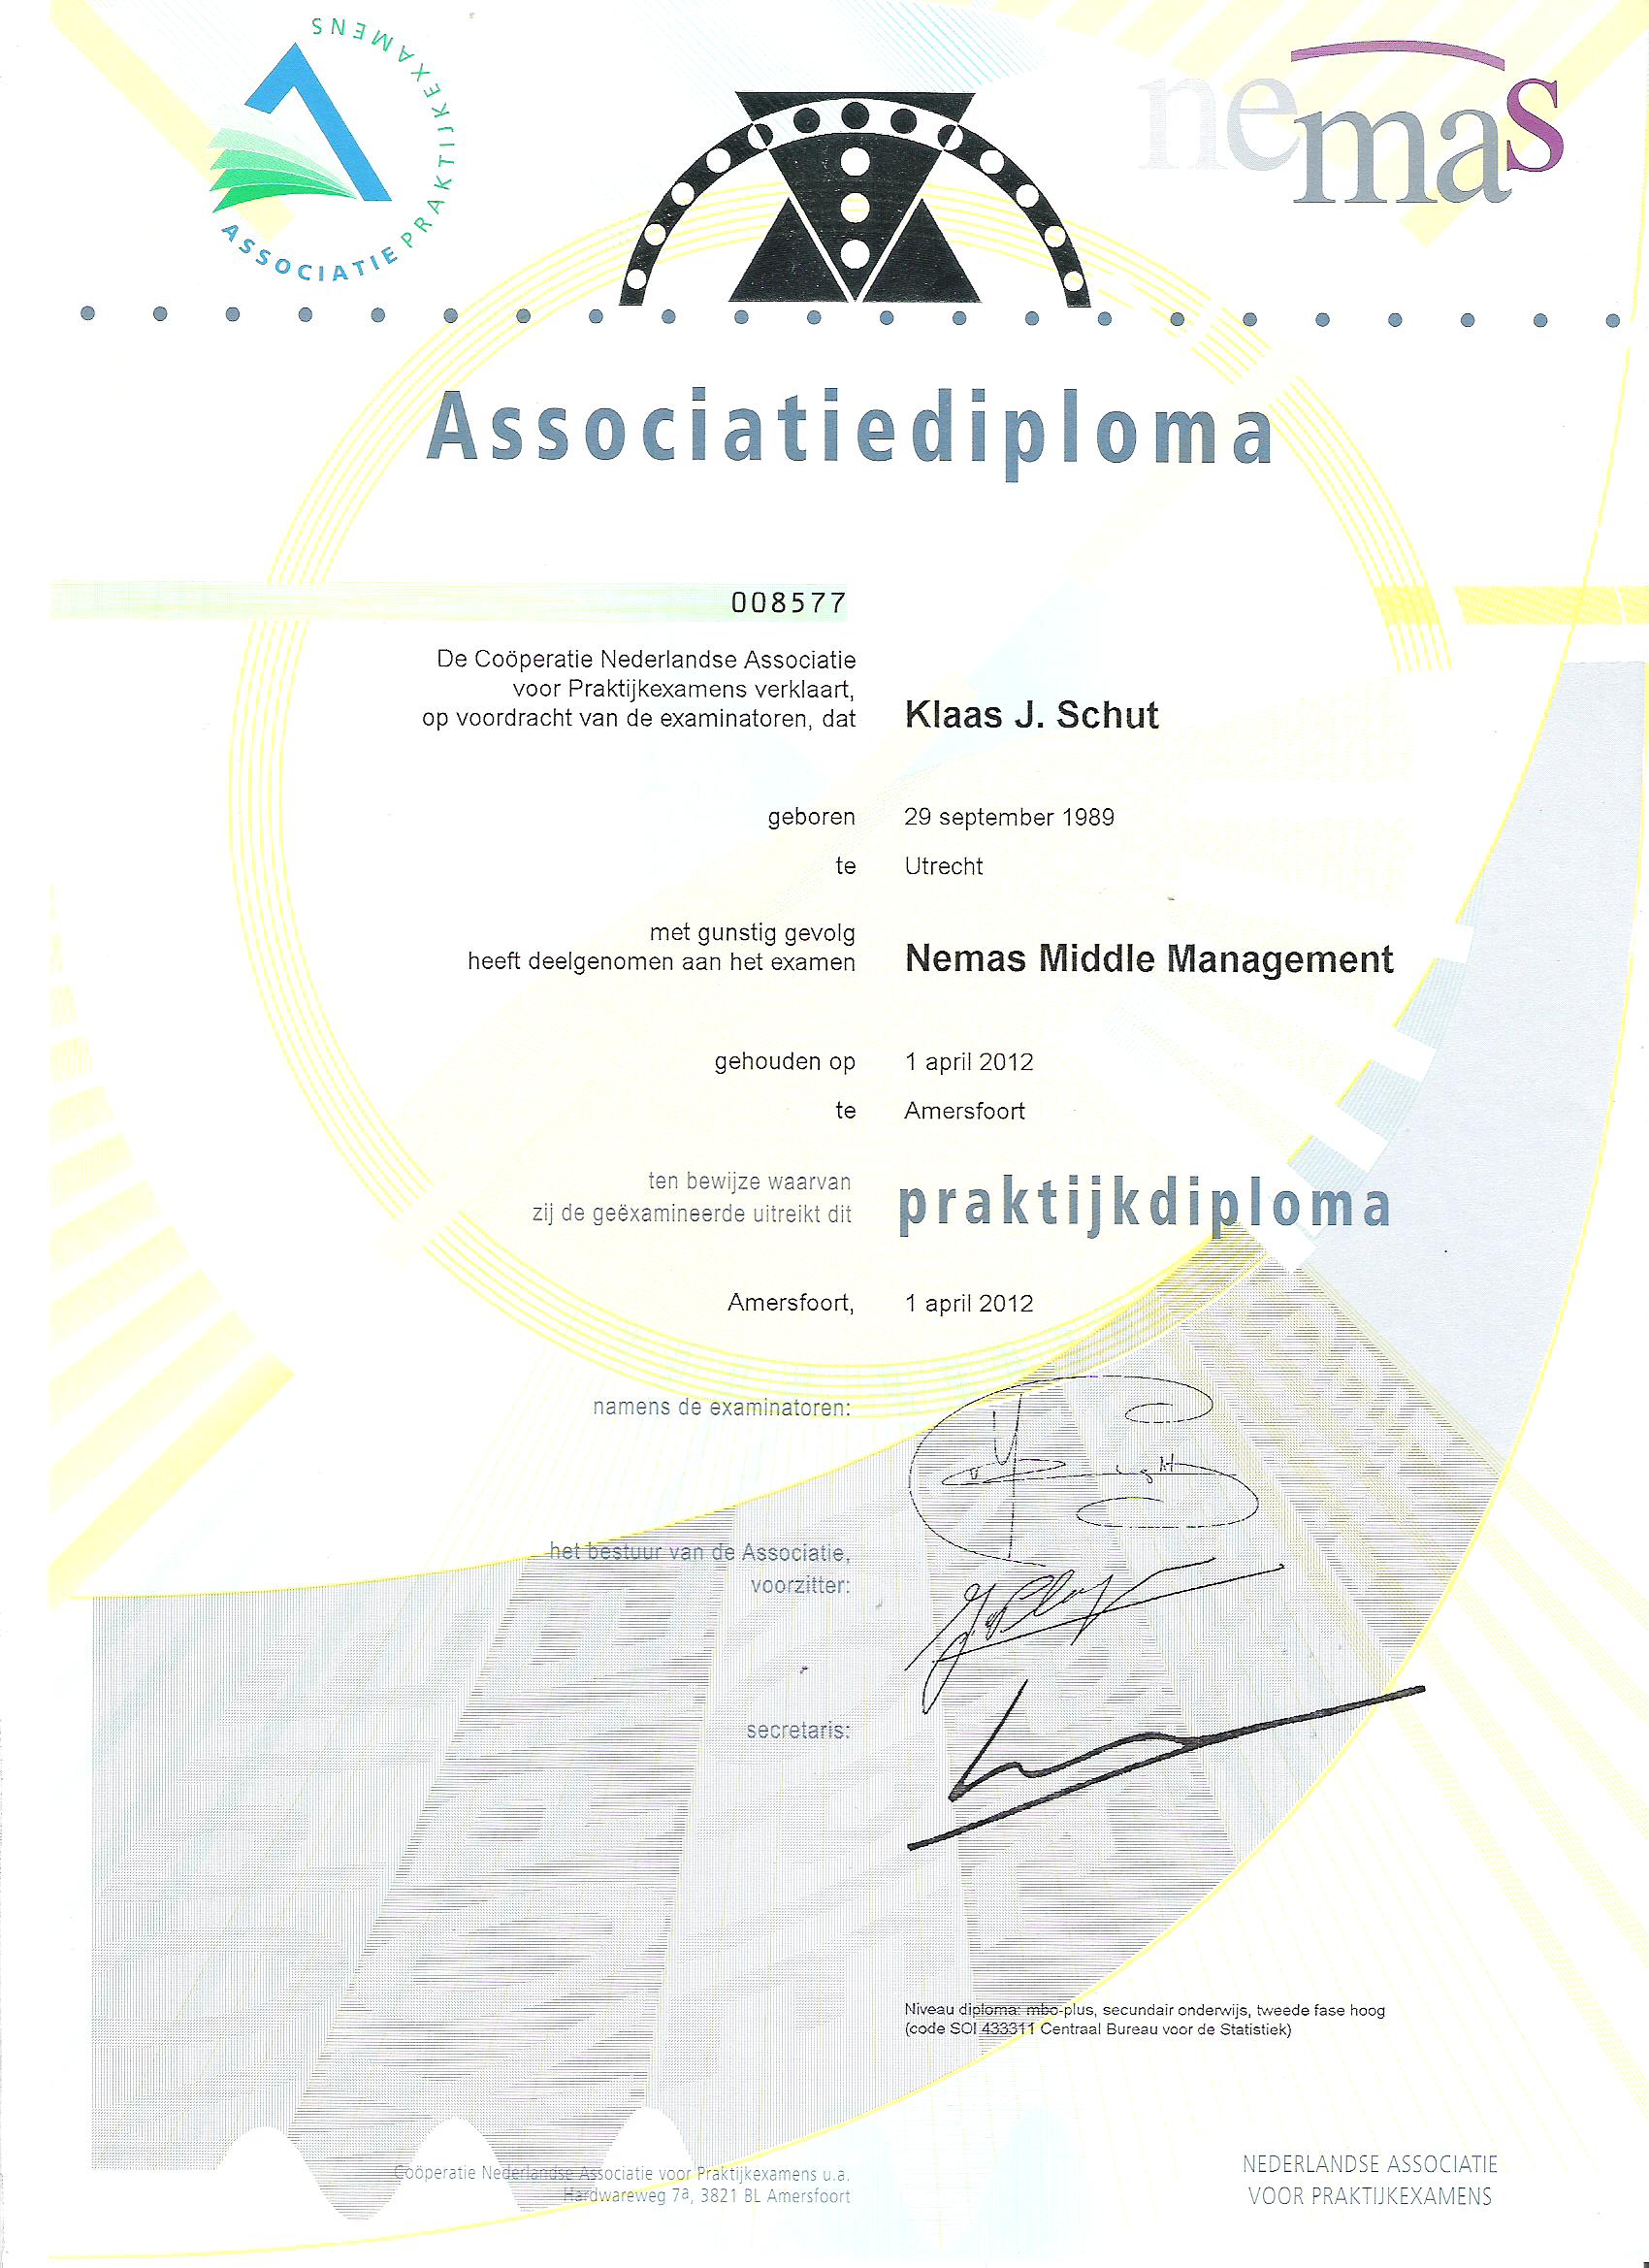 ASSOCIATIE PRAKTIJKEXAMENS
nemas
Associatiediploma
008577
De Coöperatie Nederlandse Associatie
voor Praktijkexamens verklaart,
op voordracht van de examinatoren, dat
Klaas J. Schut
geboren 29 september 1989
te Utrecht
met gunstig gevolg
heeft deelgenomen aan het examen Nemas Middle Management
gehouden op 1 april 2012
te Amersfoort
ten bewijze waarvan
zij de geëxamineerde uitreikt dit praktijkdiploma
Amersfoort, 1 april 2012
namens de examinatoren:
het bestuur van de Associatie,
voorzitter:
secretaris:
Niveau diploma: mbo-plus, secundair onderwijs, tweede fase hoog
(code SOI 433311 Centraal Bureau voor de Statistiek)
Coöperatie Nederlandse Associatie voor Praktijkexamens u.a.
Hardwareweg 7a, 3821 BL Amersfoort
NEDERLANDSE ASSOCIATIE
VOOR PRAKTIJKEXAMENS